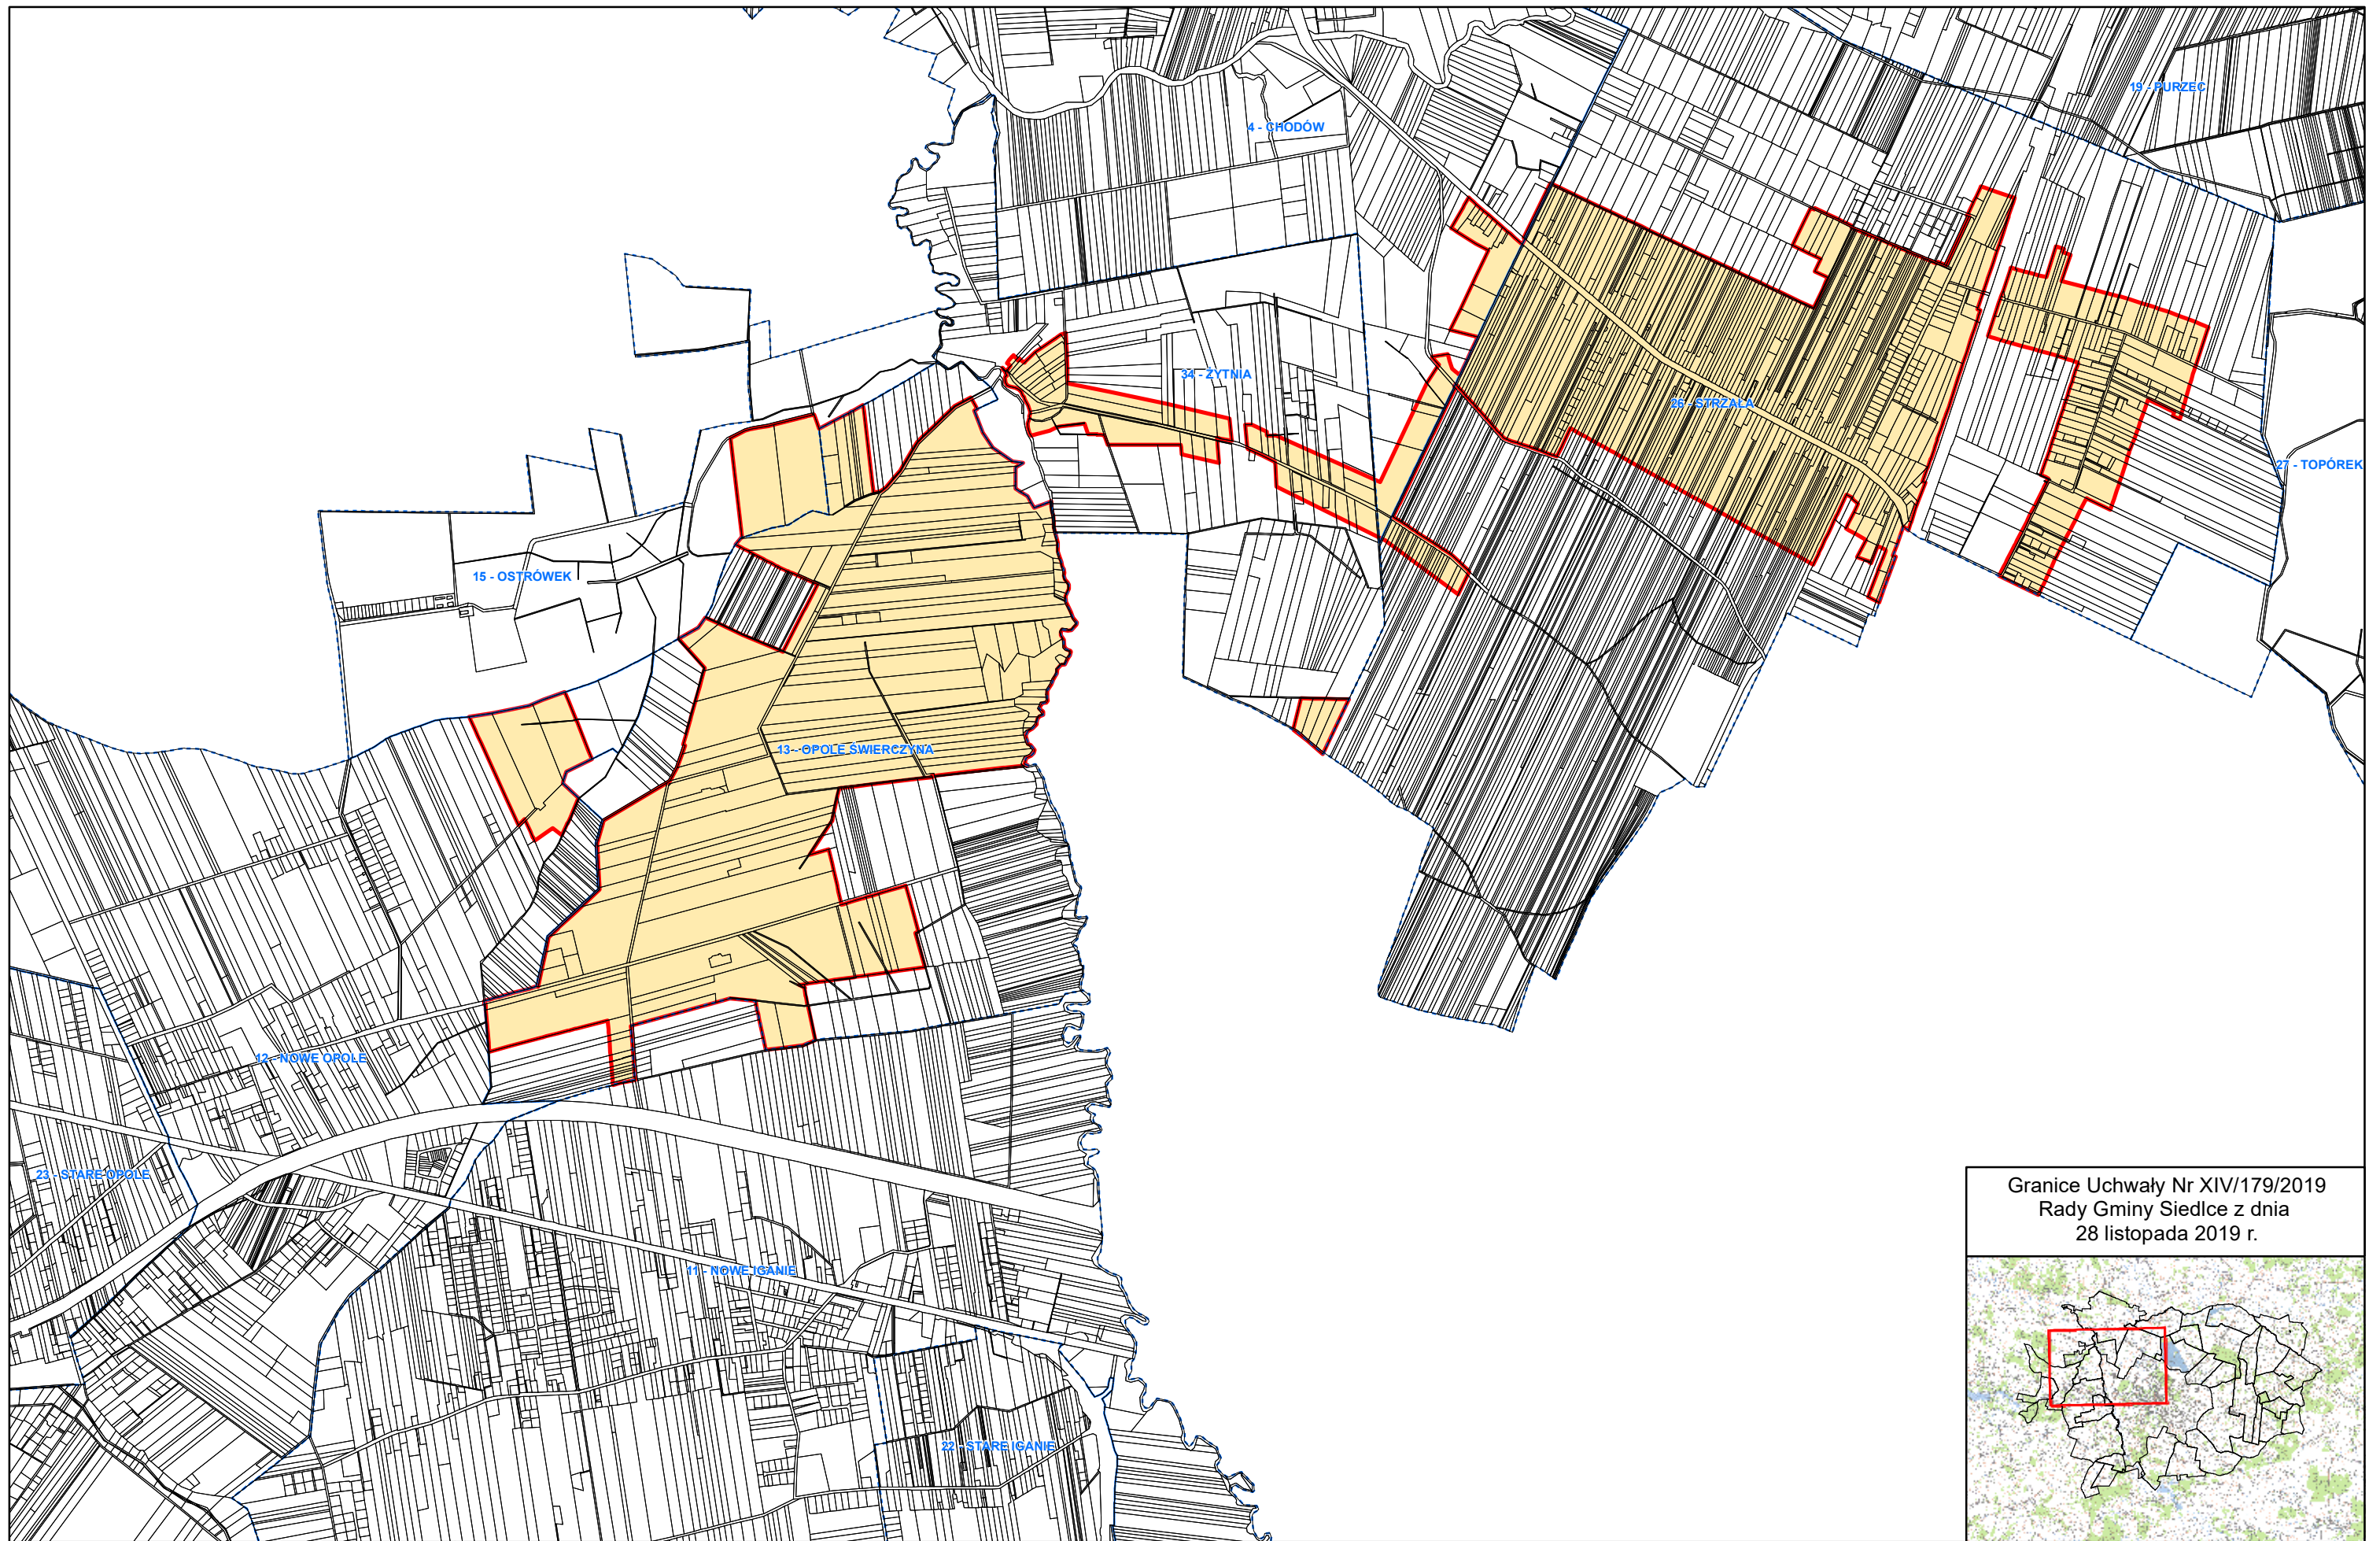 19 - PURZEC
4 - CHODÓW
34 - ŻYTNIA
26 - STRZAŁA
27 - TOPÓREK
15 - OSTRÓWEK
13 - OPOLE ŚWIERCZYNA
12 - NOWE OPOLE
23 - STARE OPOLE
11 - NOWE IGANIE
22 - STARE IGANIE
Granice Uchwały Nr XIV/179/2019
Rady Gminy Siedlce z dnia
28 listopada 2019 r.